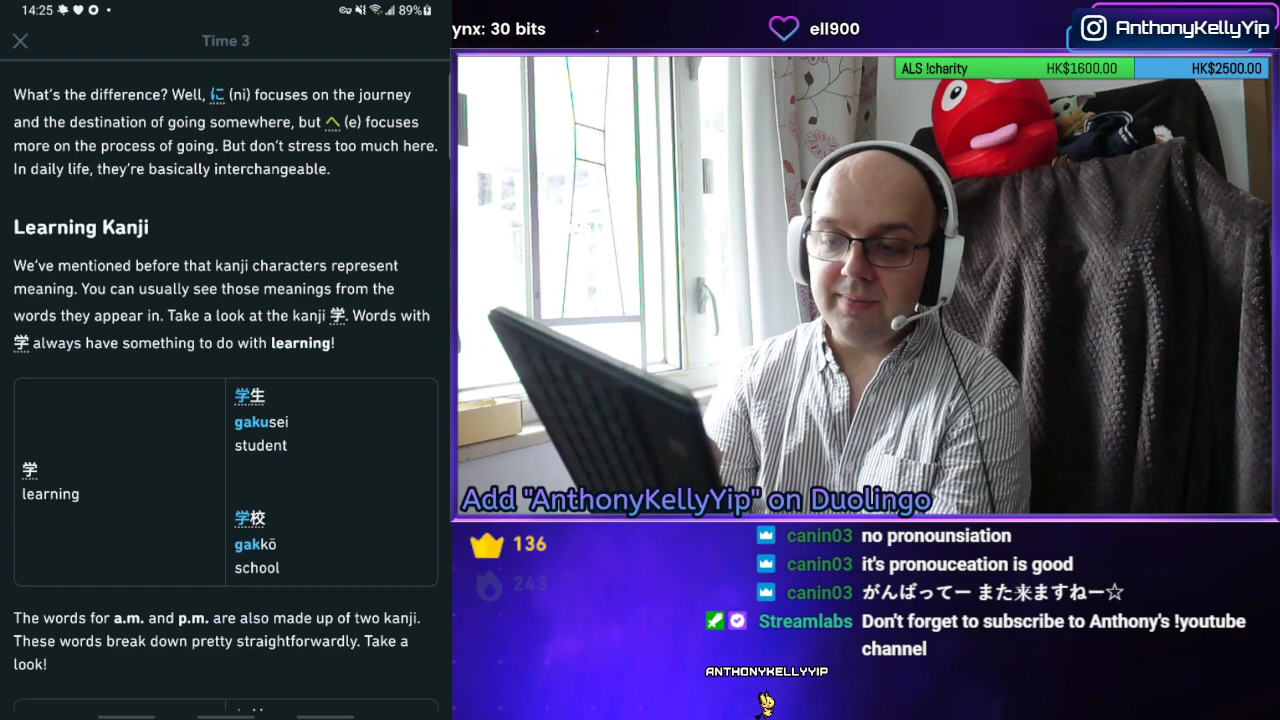 14:25
89%
Time 3
What's the difference? Well, に (ni) focuses on the journey
and the destination of going somewhere, but へ (e) focuses
more on the process of going. But don't stress too much here.
In daily life, they're basically interchangeable.
Learning Kanji
We've mentioned before that kanji characters represent
meaning. You can usually see those meanings from the
words they appear in. Take a look at the kanji 学. Words with
学 always have something to do with learning!
学
learning
学生
gakusei
student
学校
gakkō
school
The words for a.m. and p.m. are also made up of two kanji.
These words break down pretty straightforwardly. Take a
look!
ynx: 30 bits
ell900
AnthonyKellyYip
ALS !charity HK$1600.00 HK$2500.00
Add "AnthonyKellyYip" on Duolingo
136
243
canin03 no pronounsiation
canin03 it's pronouceation is good
canin03 がんばってー また来ますねー☆
Streamlabs Don't forget to subscribe to Anthony's !youtube
channel
ANTHONYKELLYYIP